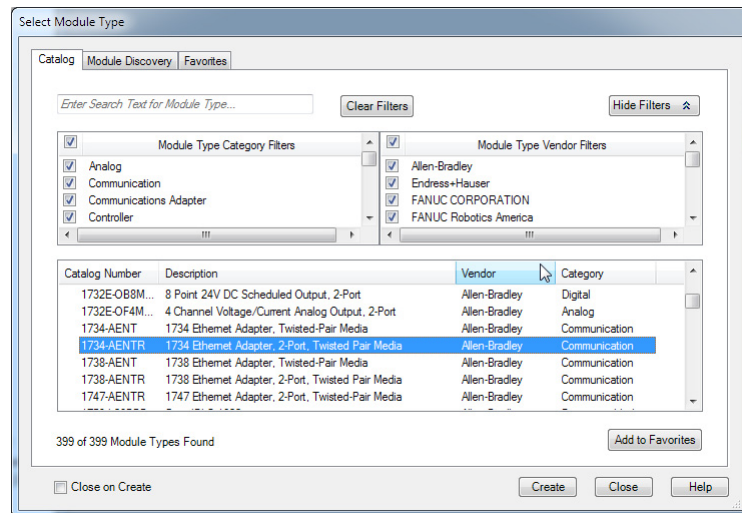 Select Module Type
Catalog Module Discovery Favorites
Enter Search Text for Module Type... Clear Filters Hide Filters
Module Type Category Filters Module Type Vendor Filters
Analog Allen-Bradley
Communication Endress+Hauser
Communications Adapter FANUC CORPORATION
Controller FANUC Robotics America
Catalog Number Description Vendor Category
1732E-OB8M... 8 Point 24V DC Scheduled Output, 2-Port Allen-Bradley Digital
1732E-OF4M... 4 Channel Voltage/Current Analog Output, 2-Port Allen-Bradley Analog
1734-AENT 1734 Ethernet Adapter, Twisted-Pair Media Allen-Bradley Communication
1734-AENTR 1734 Ethernet Adapter, 2-Port, Twisted Pair Media Allen-Bradley Communication
1738-AENT 1738 Ethernet Adapter, Twisted-Pair Media Allen-Bradley Communication
1738-AENTR 1738 Ethernet Adapter, 2-Port, Twisted Pair Media Allen-Bradley Communication
1747-AENTR 1747 Ethernet Adapter, 2-Port, Twisted Pair Media Allen-Bradley Communication
399 of 399 Module Types Found Add to Favorites
Close on Create Create Close Help